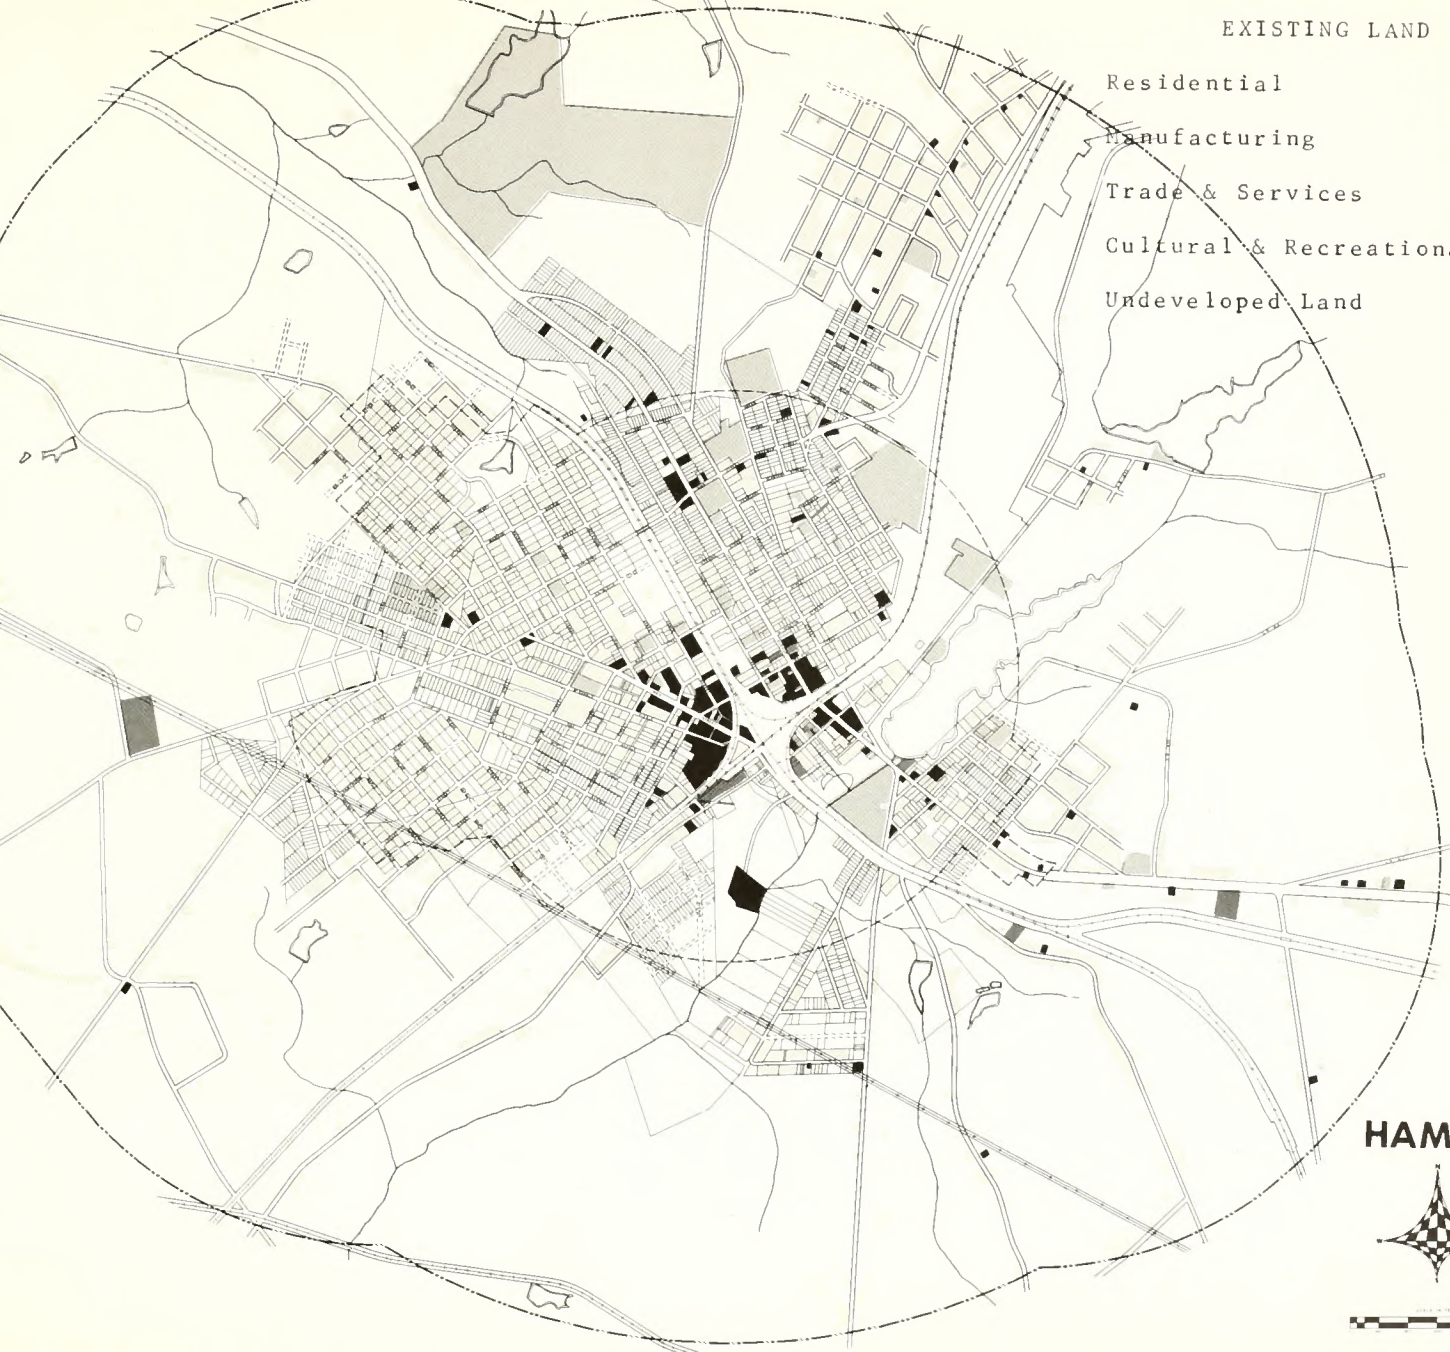 EXISTING LAND
Residential
Manufacturing
Trade & Services
Cultural & Recreationa
Undeveloped Land
HAM
N
W